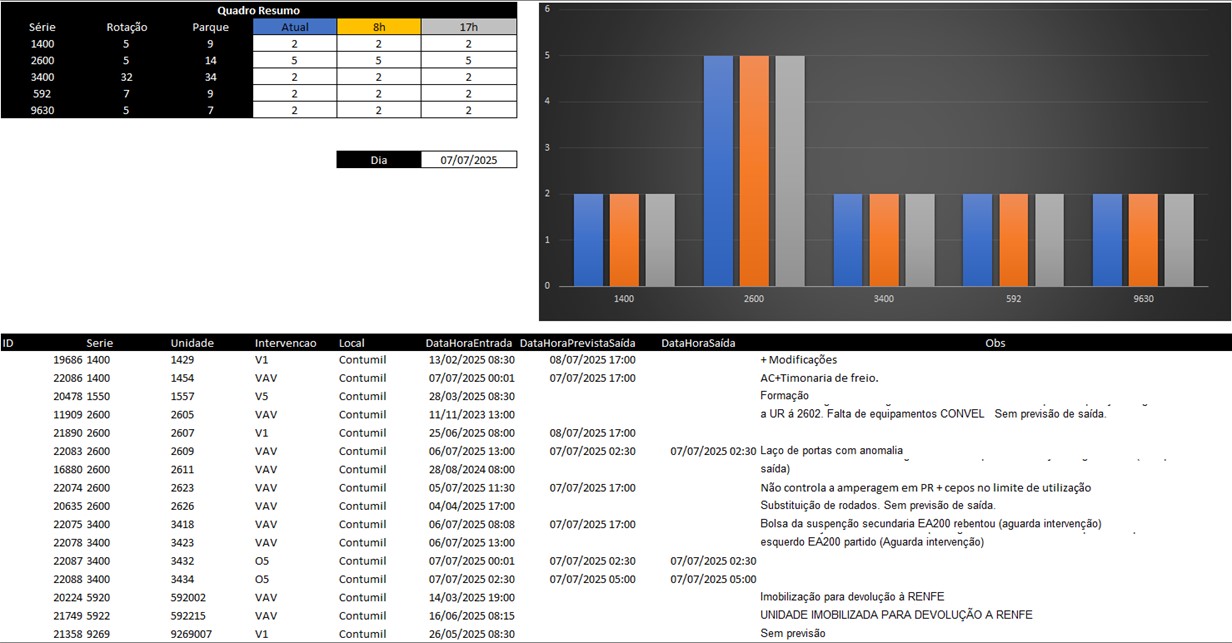 Quadro Resumo
Série Rotação Parque Atual 8h 17h
1400 5 9 2 2 2
2600 5 14 5 5 5
3400 32 34 2 2 2
592 7 9 2 2 2
9630 5 7 2 2 2
Dia 07/07/2025
6
5
4
3
2
1
0
1400 2600 3400 592 9630
ID Serie Unidade Intervencao Local DataHoraEntrada DataHoraPrevistaSaída DataHoraSaída Obs
19686 1400 1429 V1 Contumil 13/02/2025 08:30 08/07/2025 17:00 + Modificações
22086 1400 1454 VAV Contumil 07/07/2025 00:01 07/07/2025 17:00 AC+Timonaria de freio.
20478 1550 1557 V5 Contumil 28/03/2025 08:30 Formação
11909 2600 2605 VAV Contumil 11/11/2023 13:00 a UR á 2602. Falta de equipamentos CONVEL Sem previsão de saída.
21890 2600 2607 V1 Contumil 25/06/2025 08:00 08/07/2025 17:00
22083 2600 2609 VAV Contumil 06/07/2025 13:00 07/07/2025 02:30 07/07/2025 02:30 Laço de portas com anomalia
16880 2600 2611 VAV Contumil 28/08/2024 08:00 saída)
22074 2600 2623 VAV Contumil 05/07/2025 11:30 07/07/2025 17:00 Não controla a amperagem em PR + cepos no limite de utilização
20635 2600 2626 VAV Contumil 04/04/2025 17:00 Substituição de rodados. Sem previsão de saída.
22075 3400 3418 VAV Contumil 06/07/2025 08:08 07/07/2025 17:00 Bolsa da suspenção secundaria EA200 rebentou (aguarda intervenção)
22078 3400 3423 VAV Contumil 06/07/2025 13:00 esquerdo EA200 partido (Aguarda intervenção)
22087 3400 3432 O5 Contumil 07/07/2025 00:01 07/07/2025 02:30 07/07/2025 02:30
22088 3400 3434 O5 Contumil 07/07/2025 02:30 07/07/2025 05:00 07/07/2025 05:00
20224 5920 592002 VAV Contumil 14/03/2025 19:00 Imobilização para devolução à RENFE
21749 5922 592215 VAV Contumil 16/06/2025 08:15 UNIDADE IMOBILIZADA PARA DEVOLUÇÃO A RENFE
21358 9269 9269007 V1 Contumil 26/05/2025 08:30 Sem previsão